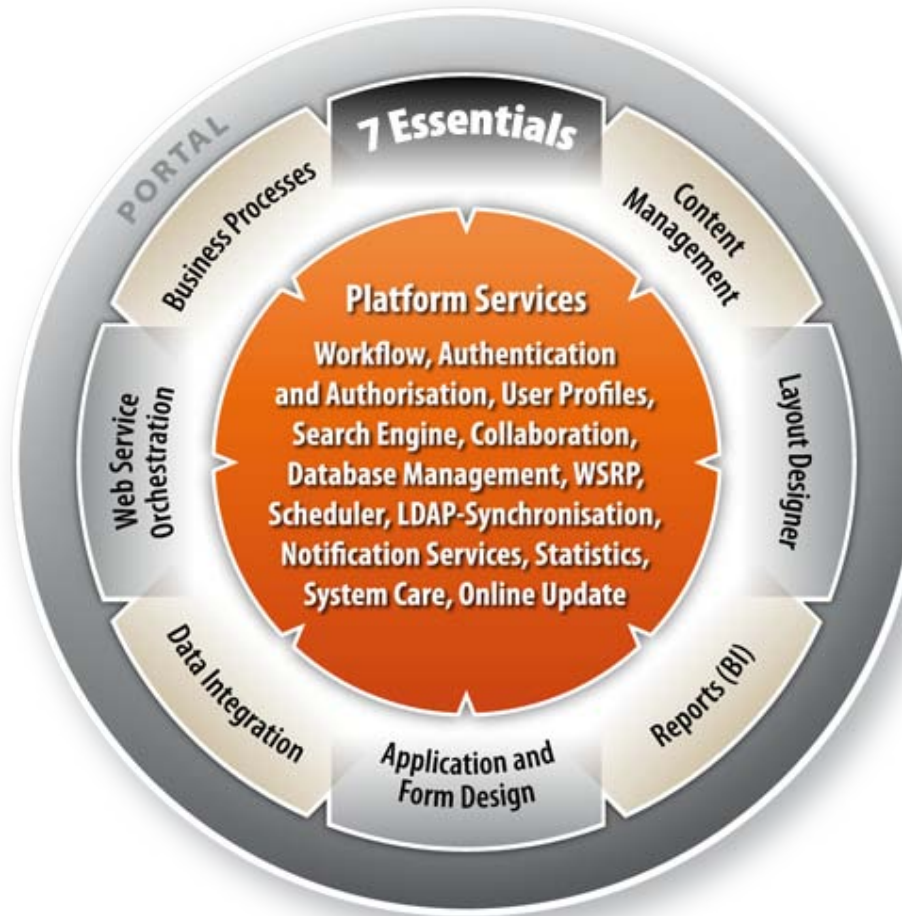 PORTAL
7 Essentials
Content
Management
Layout Designer
Reports (BI)
Application and
Form Design
Data Integration
Web Service
Orchestration
Business Processes
Platform Services
Workflow, Authentication
and Authorisation, User Profiles,
Search Engine, Collaboration,
Database Management, WSRP,
Scheduler, LDAP-Synchronisation,
Notification Services, Statistics,
System Care, Online Update